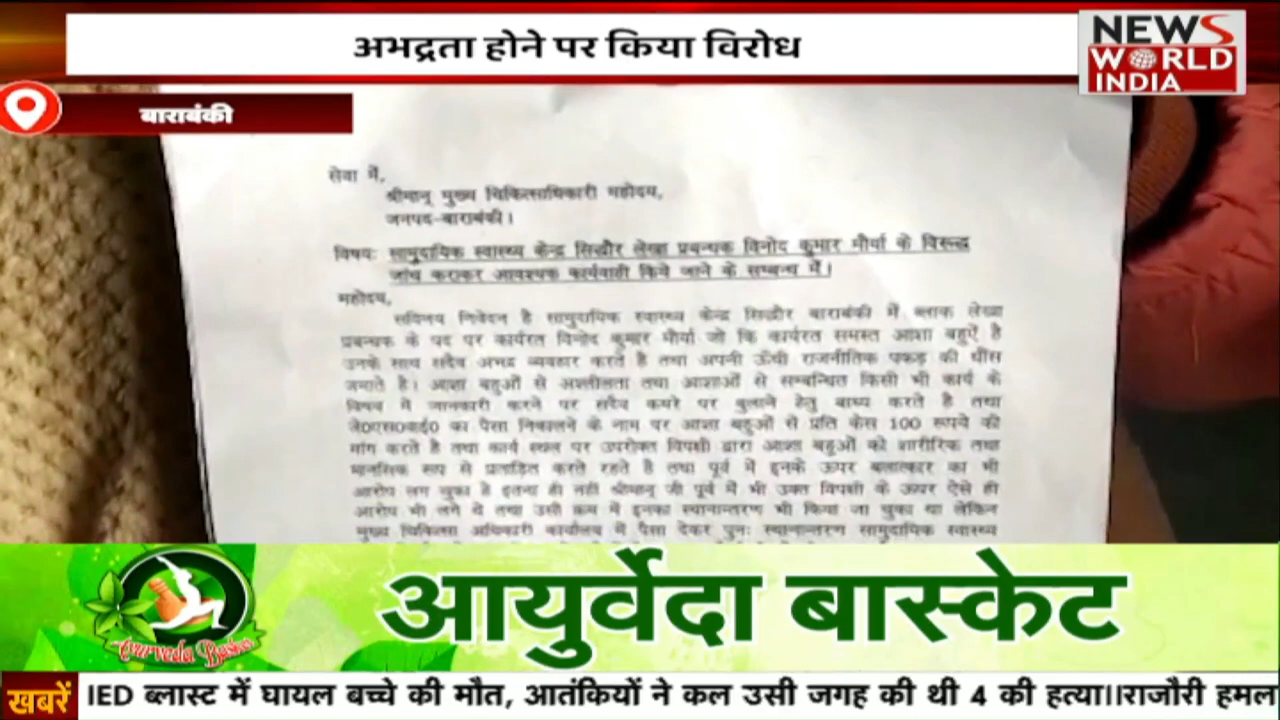 अभद्रता होने पर किया विरोध
NEWS
WORLD
INDIA
बाराबंकी
सेवा में,
श्रीमान् मुख्य चिकित्साधिकारी महोदय,
जनपद-बाराबंकी।
विषयः सामुदायिक स्वास्थ्य केन्द्र सिद्धौर लेखा प्रबन्धक विनोद कुमार मौर्या के विरूद्ध
जांच कराकर आवश्यक कार्यवाही किये जाने के सम्बन्ध में।
महोदय,
सविनय निवेदन है सामुदायिक स्वास्थ्य केन्द्र सिद्धौर बाराबंकी में ब्लाक लेखा
प्रबन्धक के पद पर कार्यरत विनोद कुमार मौर्या जो कि कार्यरत समस्त आशा बहुऐं है
उनके साथ सदैव अभद्र व्यवहार करते है तथा अपनी ऊँची राजनीतिक पकड़ की धौंस
जमाते है। आशा बहुओं से अश्लीलता तथा आशाओं से सम्बन्धित किसी भी कार्य के
विषय में जानकारी करने पर सदैव कमरे पर बुलाने हेतु बाध्य करते है तथा
जे0एस0वाई0 का पैसा निकालने के नाम पर आशा बहुओं से प्रति केस 100 रूपये की
मांग करते है तथा कार्य स्थल पर उपरोक्त विपक्षी द्वारा आशा बहुओं को शारीरिक तथा
मानसिक रूप से प्रताड़ित करते रहते है तथा पूर्व में इनके ऊपर बलात्कार का भी
आरोप लग चुका है इतना ही नहीं श्रीमान् जी पूर्व में भी उक्त विपक्षी के ऊपर ऐसे ही
आरोप भी लगे थे तथा उसी क्रम में इनका स्थानान्तरण भी किया जा चुका था लेकिन
मुख्य चिकित्सा अधिकारी कार्यालय में पैसा देकर पुनः स्थानान्तरण सामुदायिक स्वास्थ्य
Ayurveda Basket
आयुर्वेदा बास्केट
खबरें IED ब्लास्ट में घायल बच्चे की मौत, आतंकियों ने कल उसी जगह की थी 4 की हत्या।।राजौरी हमल